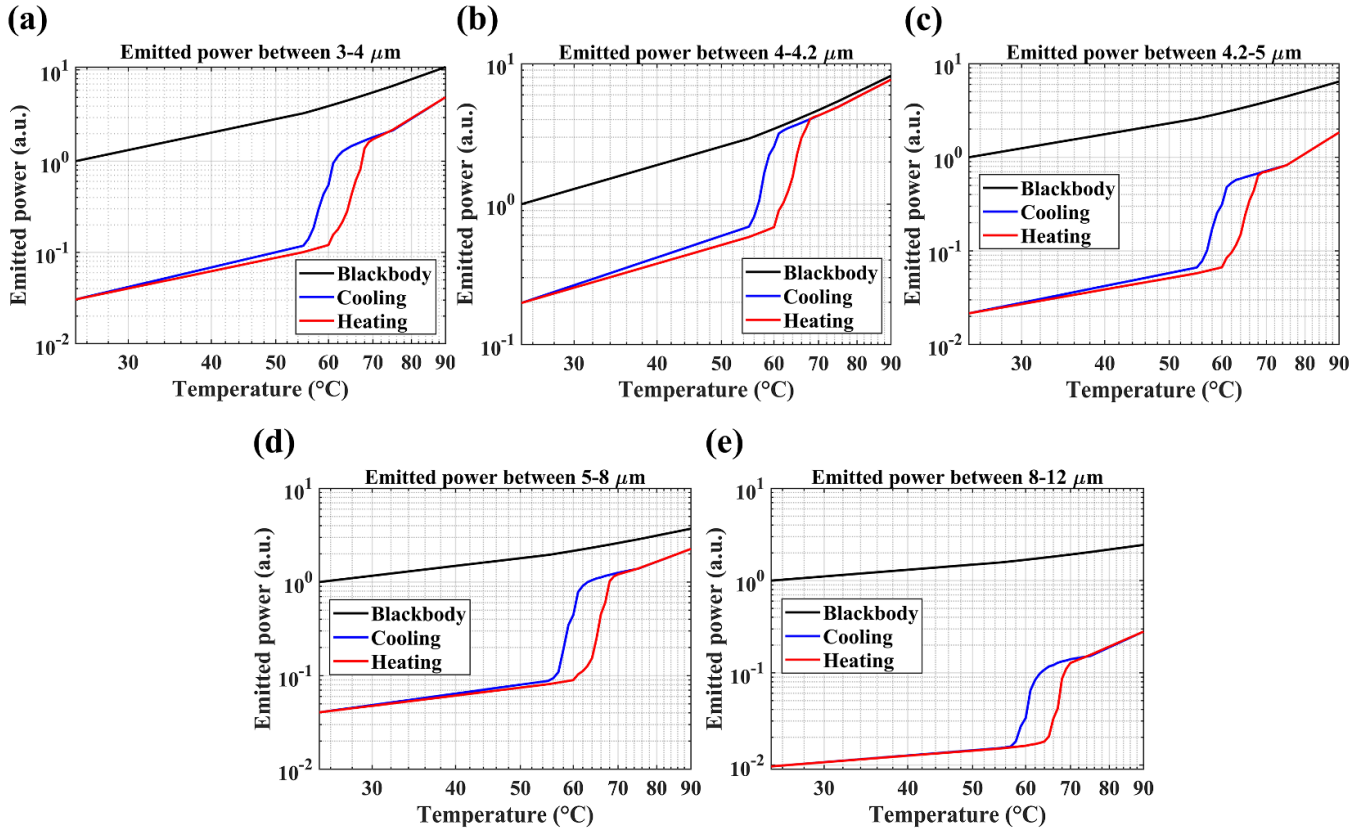 (a)
Emitted power between 3-4 μm
Emitted power (a.u.)
10^1
10^0
10^-1
10^-2
Blackbody
Cooling
Heating
30 40 50 60 70 80 90
Temperature (°C)
(b)
Emitted power between 4-4.2 μm
Emitted power (a.u.)
10^1
10^0
10^-1
Blackbody
Cooling
Heating
30 40 50 60 70 80 90
Temperature (°C)
(c)
Emitted power between 4.2-5 μm
Emitted power (a.u.)
10^1
10^0
10^-1
10^-2
Blackbody
Cooling
Heating
30 40 50 60 70 80 90
Temperature (°C)
(d)
Emitted power between 5-8 μm
Emitted power (a.u.)
10^1
10^0
10^-1
10^-2
Blackbody
Cooling
Heating
30 40 50 60 70 80 90
Temperature (°C)
(e)
Emitted power between 8-12 μm
Emitted power (a.u.)
10^1
10^0
10^-1
10^-2
Blackbody
Cooling
Heating
30 40 50 60 70 80 90
Temperature (°C)